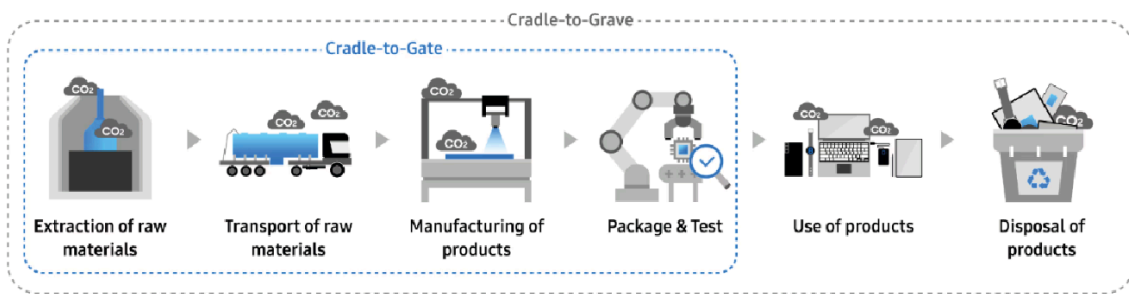 Cradle-to-Grave
Cradle-to-Gate
CO₂
CO₂
CO₂
CO₂
CO₂
CO₂
CO₂
CO₂
CO₂
Extraction of raw
materials
Transport of raw
materials
Manufacturing of
products
Package & Test
Use of products
Disposal of
products